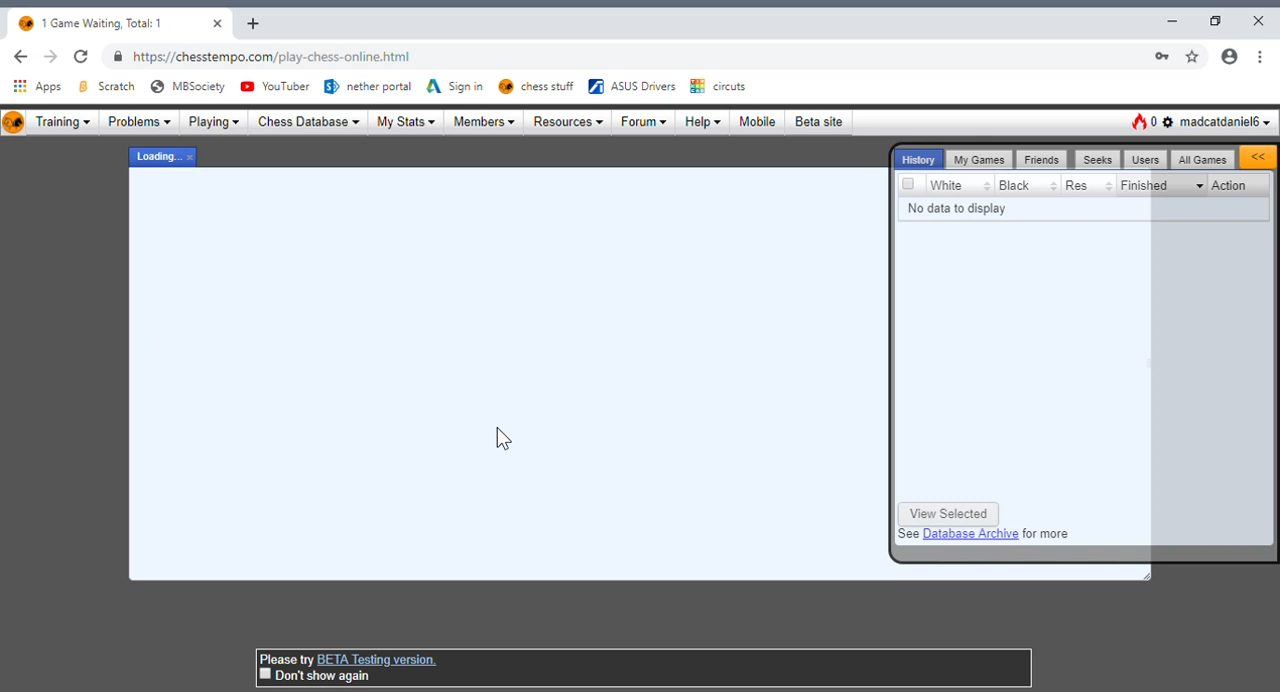 1 Game Waiting, Total: 1
https://chesstempo.com/play-chess-online.html
Apps Scratch MBSociety YouTuber nether portal Sign in chess stuff ASUS Drivers circuts
Training Problems Playing Chess Database My Stats Members Resources Forum Help Mobile Beta site 0 madcatdaniel6
Loading...
History My Games Friends Seeks Users All Games <<
White Black Res Finished Action
No data to display
View Selected
See Database Archive for more
Please try BETA Testing version.
Don't show again